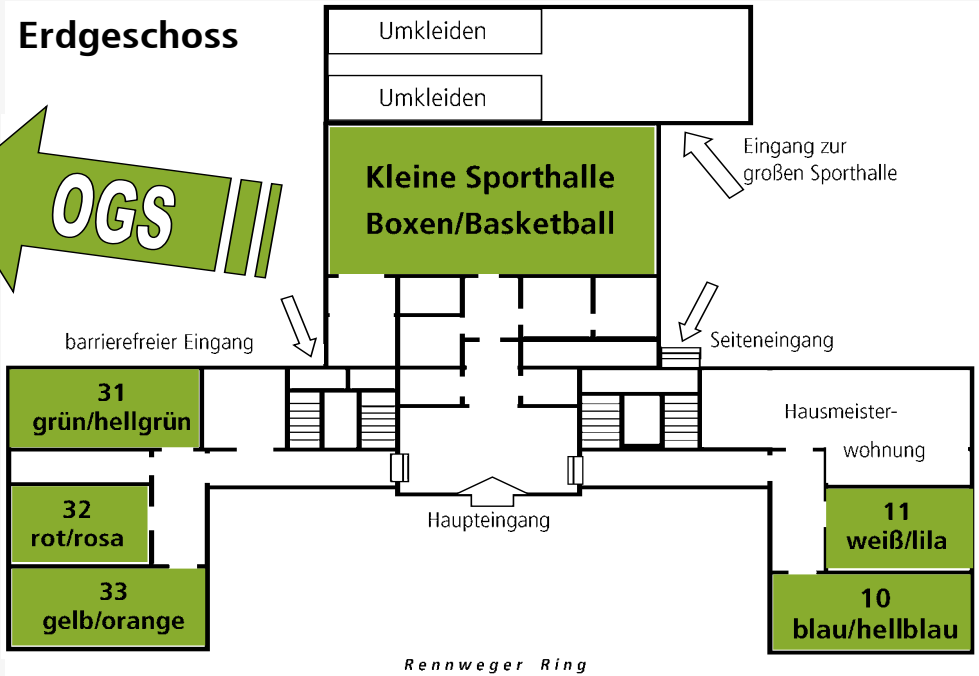 Erdgeschoss
Umkleiden
Umkleiden
Eingang zur
großen Sporthalle
Kleine Sporthalle
Boxen/Basketball
OGS
barrierefreier Eingang
Seiteneingang
31
grün/hellgrün
Hausmeister-
wohnung
32
rot/rosa
Haupteingang
11
weiß/lila
33
gelb/orange
10
blau/hellblau
Rennweger Ring